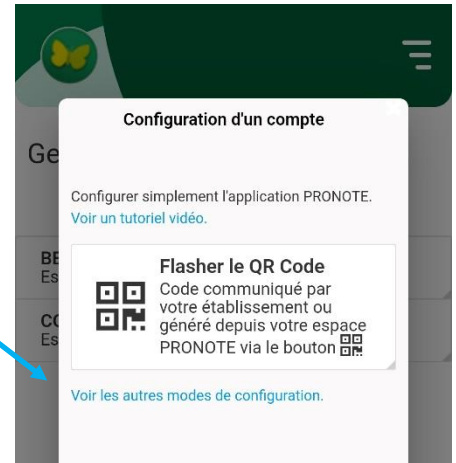 Configuration d'un compte
Ge
Configurer simplement l'application PRONOTE.
Voir un tutoriel vidéo.
BE
Es
Flasher le QR Code
Code communiqué par
votre établissement ou
généré depuis votre espace
PRONOTE via le bouton
CO
Es
Voir les autres modes de configuration.